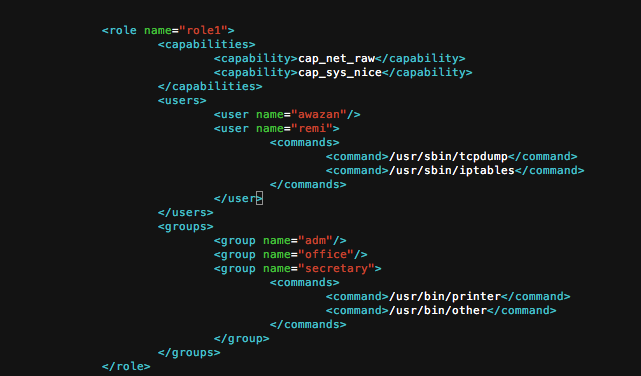 <role name="role1">
<capabilities>
<capability>cap_net_raw</capability>
<capability>cap_sys_nice</capability>
</capabilities>
<users>
<user name="awazan"/>
<user name="remi">
<commands>
<command>/usr/sbin/tcpdump</command>
<command>/usr/sbin/iptables</command>
</commands>
</user>
</users>
<groups>
<group name="adm"/>
<group name="office"/>
<group name="secretary">
<commands>
<command>/usr/bin/printer</command>
<command>/usr/bin/other</command>
</commands>
</group>
</groups>
</role>